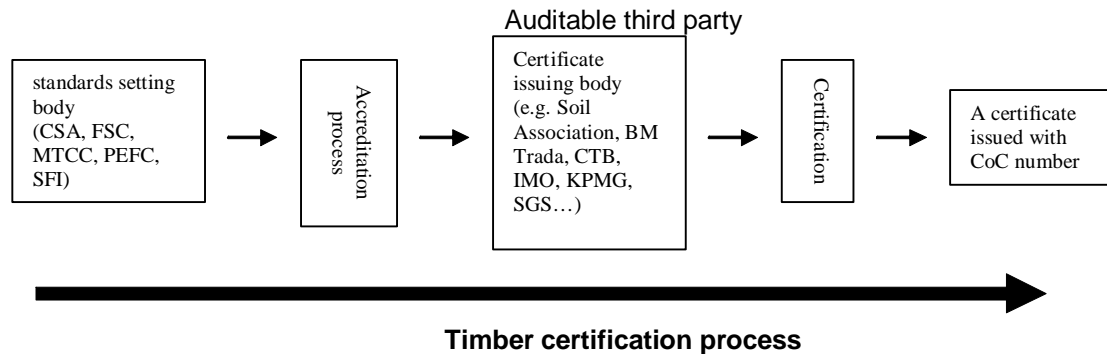 Auditable third party
standards setting
body
(CSA, FSC,
MTCC, PEFC,
SFI)
Accreditation
process
Certificate
issuing body
(e.g. Soil
Association, BM
Trada, CTB,
IMO, KPMG,
SGS…)
Certification
A certificate
issued with
CoC number
Timber certification process